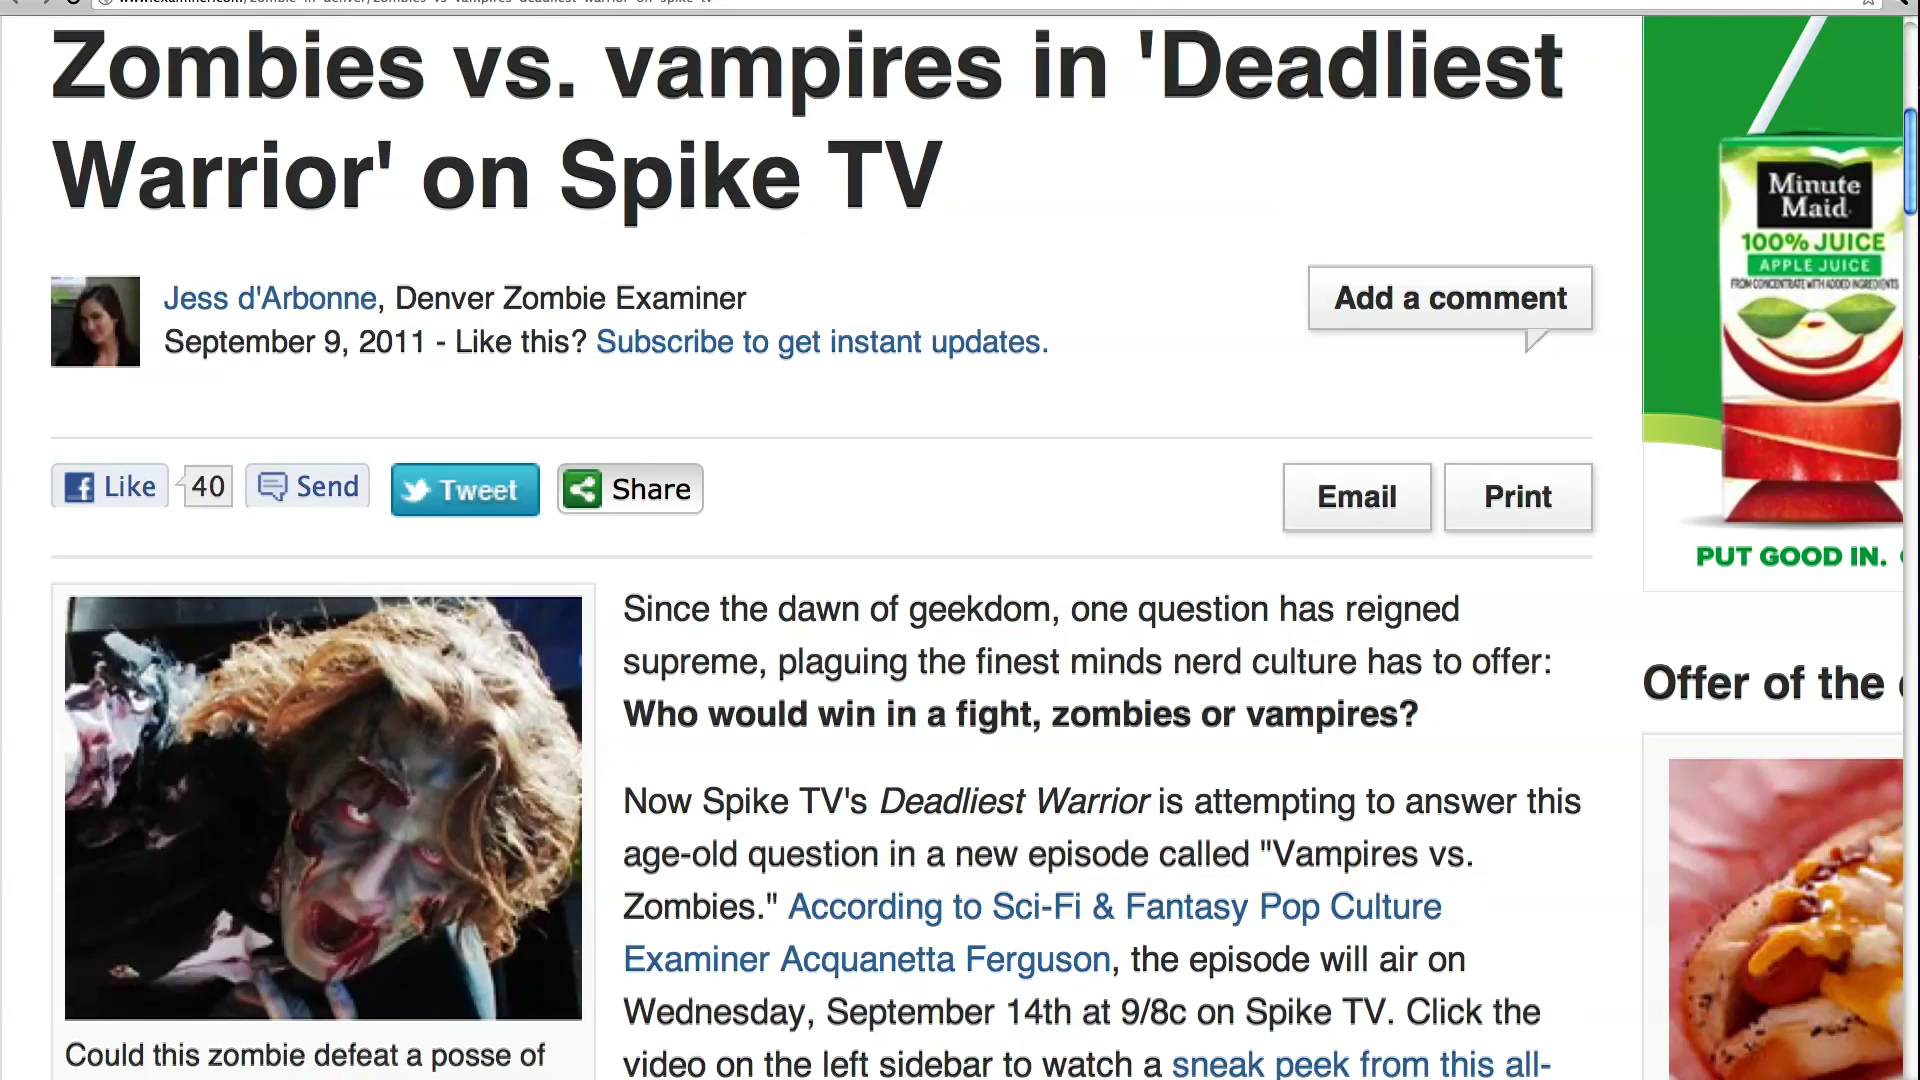 Zombies vs. vampires in 'Deadliest
Warrior' on Spike TV
Jess d'Arbonne, Denver Zombie Examiner
September 9, 2011 - Like this? Subscribe to get instant updates.
Add a comment
Like
40
Send
Tweet
Share
Email
Print
Since the dawn of geekdom, one question has reigned
supreme, plaguing the finest minds nerd culture has to offer:
Who would win in a fight, zombies or vampires?
Now Spike TV's Deadliest Warrior is attempting to answer this
age-old question in a new episode called "Vampires vs.
Zombies." According to Sci-Fi & Fantasy Pop Culture
Examiner Acquanetta Ferguson, the episode will air on
Wednesday, September 14th at 9/8c on Spike TV. Click the
video on the left sidebar to watch a sneak peek from this all-
Could this zombie defeat a posse of
Minute
Maid
100% JUICE
APPLE JUICE
FROM CONCENTRATE WITH ADDED INGREDIENTS
PUT GOOD IN.
Offer of the